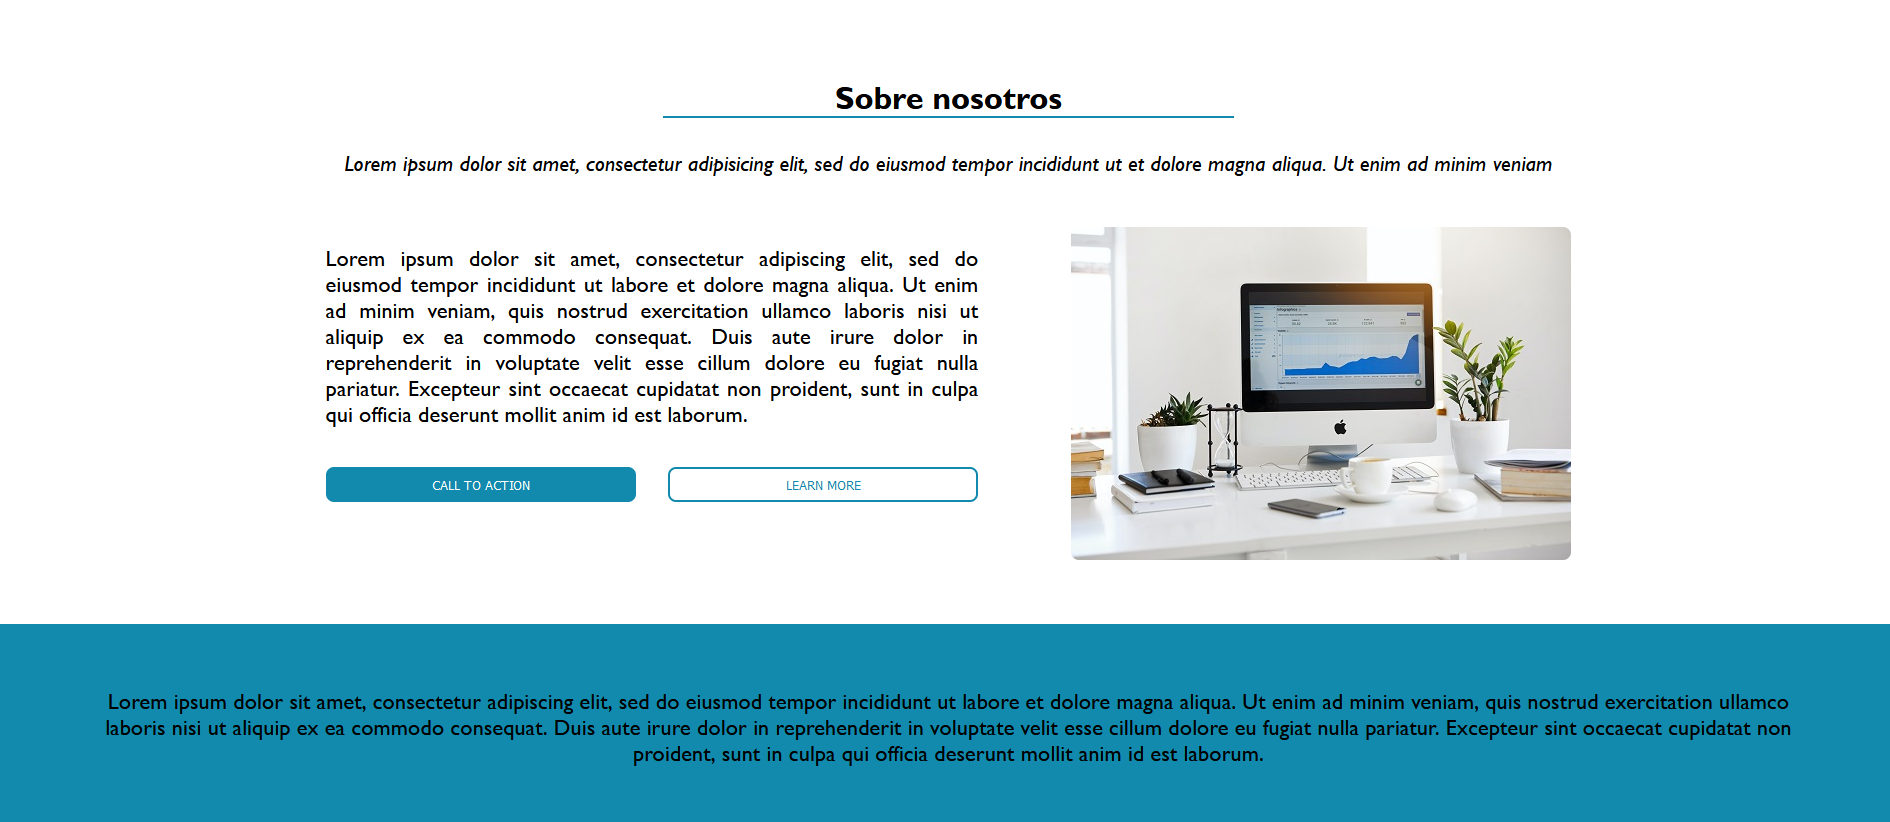 Sobre nosotros
Lorem ipsum dolor sit amet, consectetur adipisicing elit, sed do eiusmod tempor incididunt ut et dolore magna aliqua. Ut enim ad minim veniam
Lorem ipsum dolor sit amet, consectetur adipiscing elit, sed do
eiusmod tempor incididunt ut labore et dolore magna aliqua. Ut enim
ad minim veniam, quis nostrud exercitation ullamco laboris nisi ut
aliquip ex ea commodo consequat. Duis aute irure dolor in
reprehenderit in voluptate velit esse cillum dolore eu fugiat nulla
pariatur. Excepteur sint occaecat cupidatat non proident, sunt in culpa
qui officia deserunt mollit anim id est laborum.
CALL TO ACTION
LEARN MORE
Infographics
Lorem ipsum dolor sit amet, consectetur adipiscing elit, sed do eiusmod tempor incididunt ut labore et dolore magna aliqua. Ut enim ad minim veniam, quis nostrud exercitation ullamco
laboris nisi ut aliquip ex ea commodo consequat. Duis aute irure dolor in reprehenderit in voluptate velit esse cillum dolore eu fugiat nulla pariatur. Excepteur sint occaecat cupidatat non
proident, sunt in culpa qui officia deserunt mollit anim id est laborum.